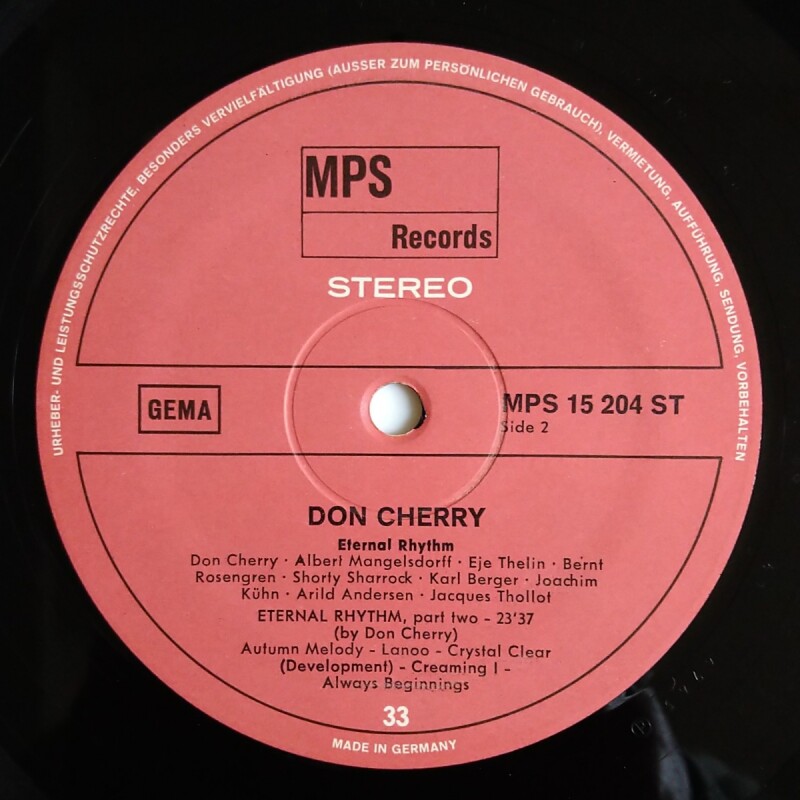 URHEBER- UND LEISTUNGSSCHUTZRECHTE, BESONDERS VERVIELFÄLTIGUNG (AUSSER ZUM PERSÖNLICHEN GEBRAUCH), VERMIETUNG, AUFFÜHRUNG, SENDUNG, VORBEHALTEN
MPS
Records
STEREO
GEMA
MPS 15 204 ST
Side 2
DON CHERRY
Eternal Rhythm
Don Cherry · Albert Mangelsdorff · Eje Thelin · Bernt
Rosengren · Shorty Sharrock · Karl Berger · Joachim
Kühn · Arild Andersen · Jacques Thollot
ETERNAL RHYTHM, part two - 23'37
(by Don Cherry)
Autumn Melody - Lanoo - Crystal Clear
(Development) - Creaming I -
Always Beginnings
33
MADE IN GERMANY